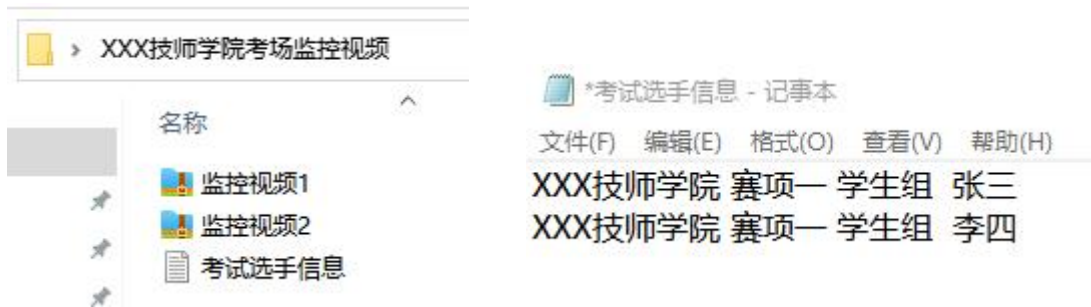 XXX技师学院考场监控视频
名称
监控视频1
监控视频2
考试选手信息
*考试选手信息 - 记事本
文件(F) 编辑(E) 格式(O) 查看(V) 帮助(H)
XXX技师学院 赛项一 学生组 张三
XXX技师学院 赛项一 学生组 李四